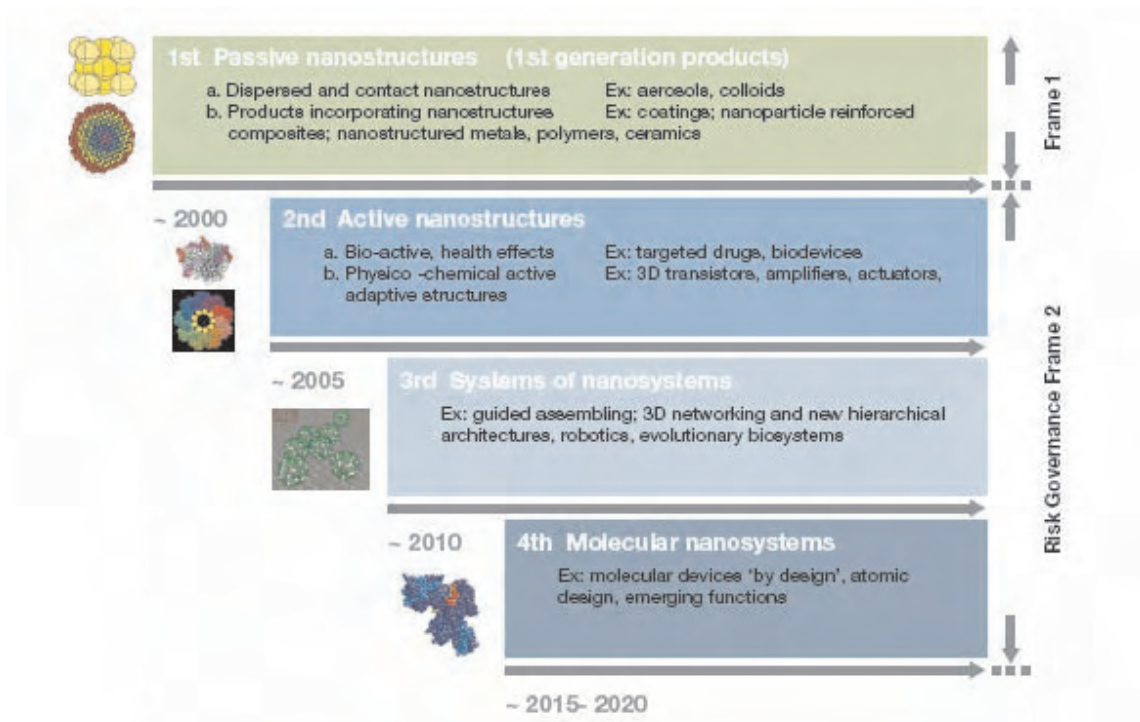 1st Passive nanostructures (1st generation products)
a. Dispersed and contact nanostructures Ex: aerosols, colloids
b. Products incorporating nanostructures Ex: coatings; nanoparticle reinforced
composites; nanostructured metals, polymers, ceramics
Frame 1
~ 2000
2nd Active nanostructures
a. Bio-active, health effects Ex: targeted drugs, biodevices
b. Physico -chemical active Ex: 3D transistors, amplifiers, actuators,
adaptive structures
~ 2005
3rd Systems of nanosystems
Ex: guided assembling; 3D networking and new hierarchical
architectures, robotics, evolutionary biosystems
Risk Governance Frame 2
~ 2010
4th Molecular nanosystems
Ex: molecular devices ‘by design’, atomic
design, emerging functions
~ 2015- 2020